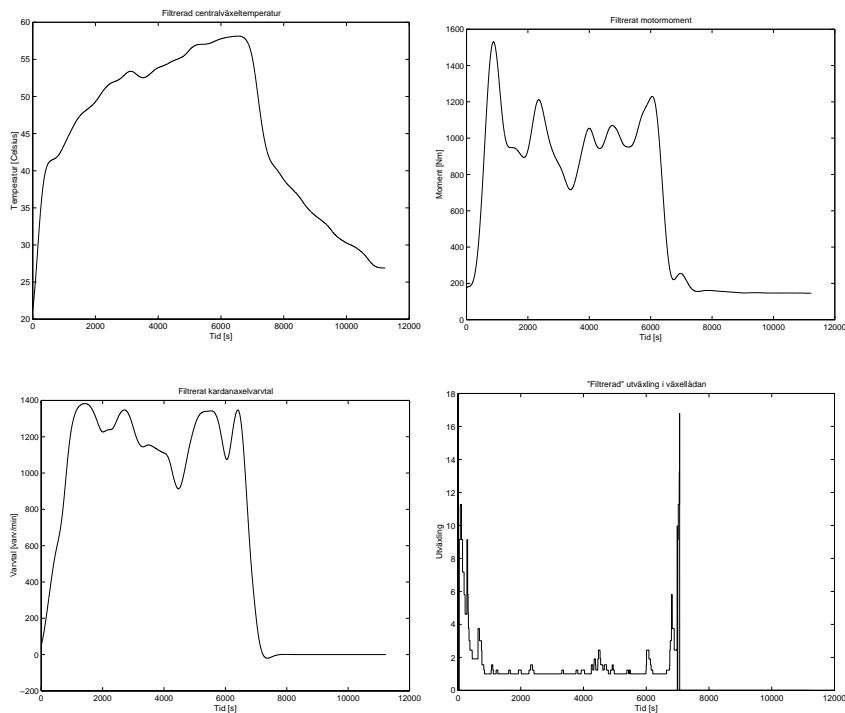 Filtrerad centralväxeltemperatur
60
55
50
45
40
35
30
25
20
Temperatur [Celsius]
0 2000 4000 6000 8000 10000 12000
Tid [s]
Filtrerat motormoment
1600
1400
1200
1000
800
600
400
200
0
Moment [Nm]
0 2000 4000 6000 8000 10000 12000
Tid [s]
Filtrerat kardanaxelvarvtal
1400
1200
1000
800
600
400
200
0
−200
Varvtal [varv/min]
0 2000 4000 6000 8000 10000 12000
Tid [s]
"Filtrerad" utväxling i växellådan
18
16
14
12
10
8
6
4
2
0
Utväxling
0 2000 4000 6000 8000 10000 12000
Tid [s]